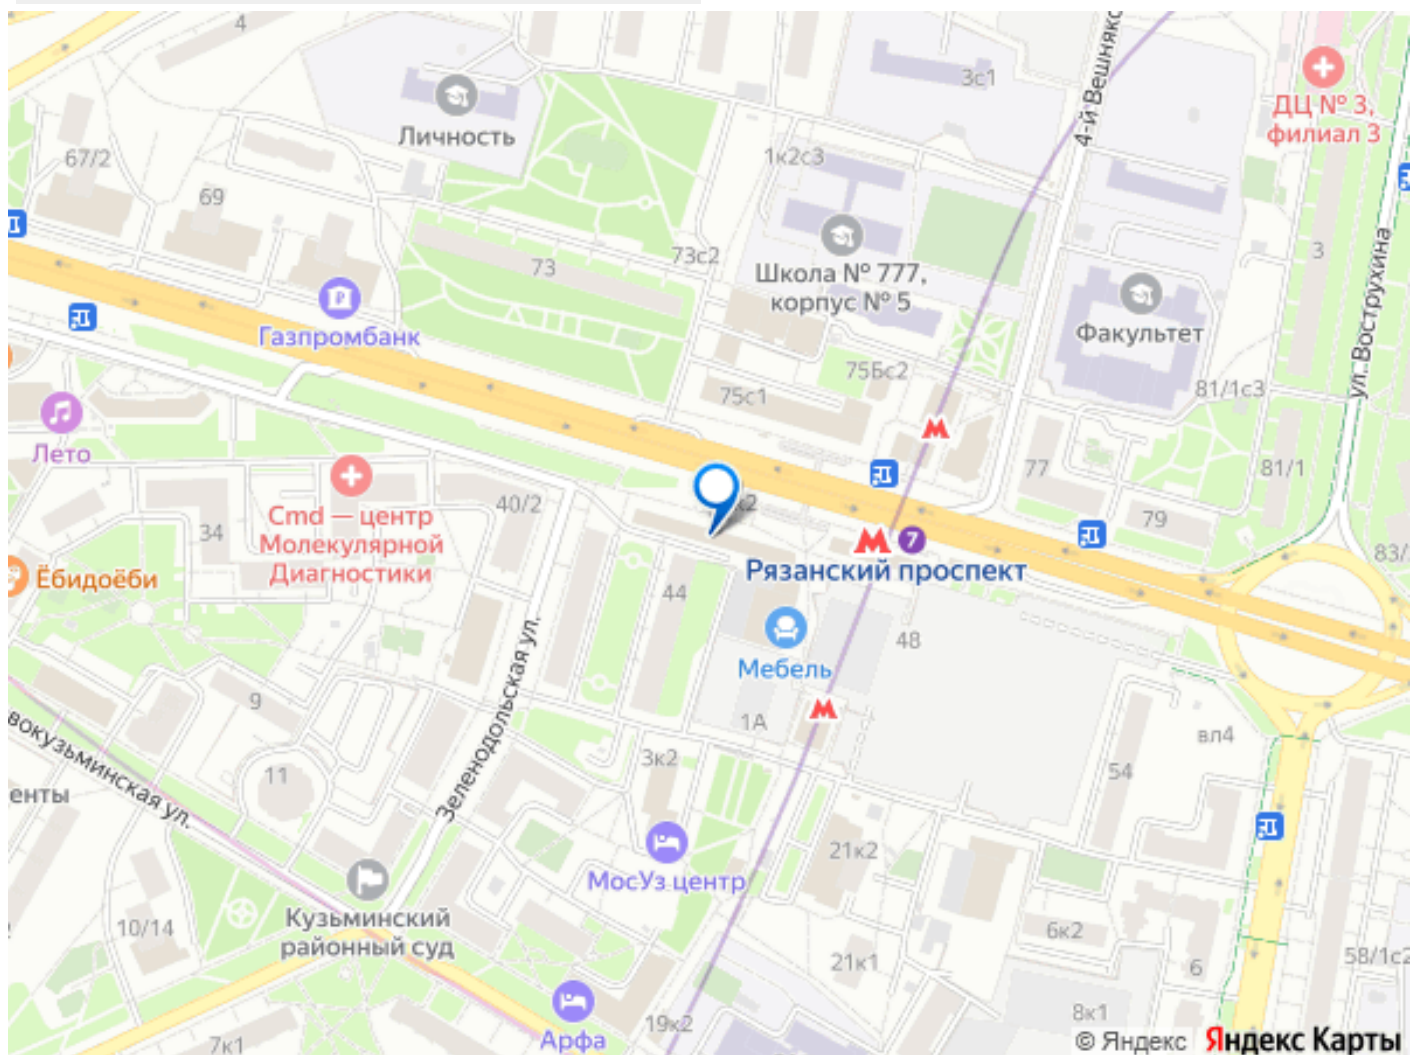 4
3с1
4-й Вешняко
ДЦ № 3,
филиал 3
Личность
67/2
1к2с3
69
73с2
73
Школа № 777,
корпус № 5
3
ул. Вострухина
Факультет
Газпромбанк
75Бс2
75с1
81/1с3
Лето
77
81/1
40/2
к2
79
34
Cmd — центр
Молекулярной
Диагностики
7
Рязанский проспект
83/
Ёбидоёби
44
48
Мебель
Зеленодольская ул.
9
1А
вл4
вокузьминская ул.
3к2
54
11
енты
21к2
МосУз центр
Кузьминский
районный суд
10/14
6к2
21к1
6
58/1с2
Арфа
19к2
8к1
7к1
© Яндекс Яндекс Карты